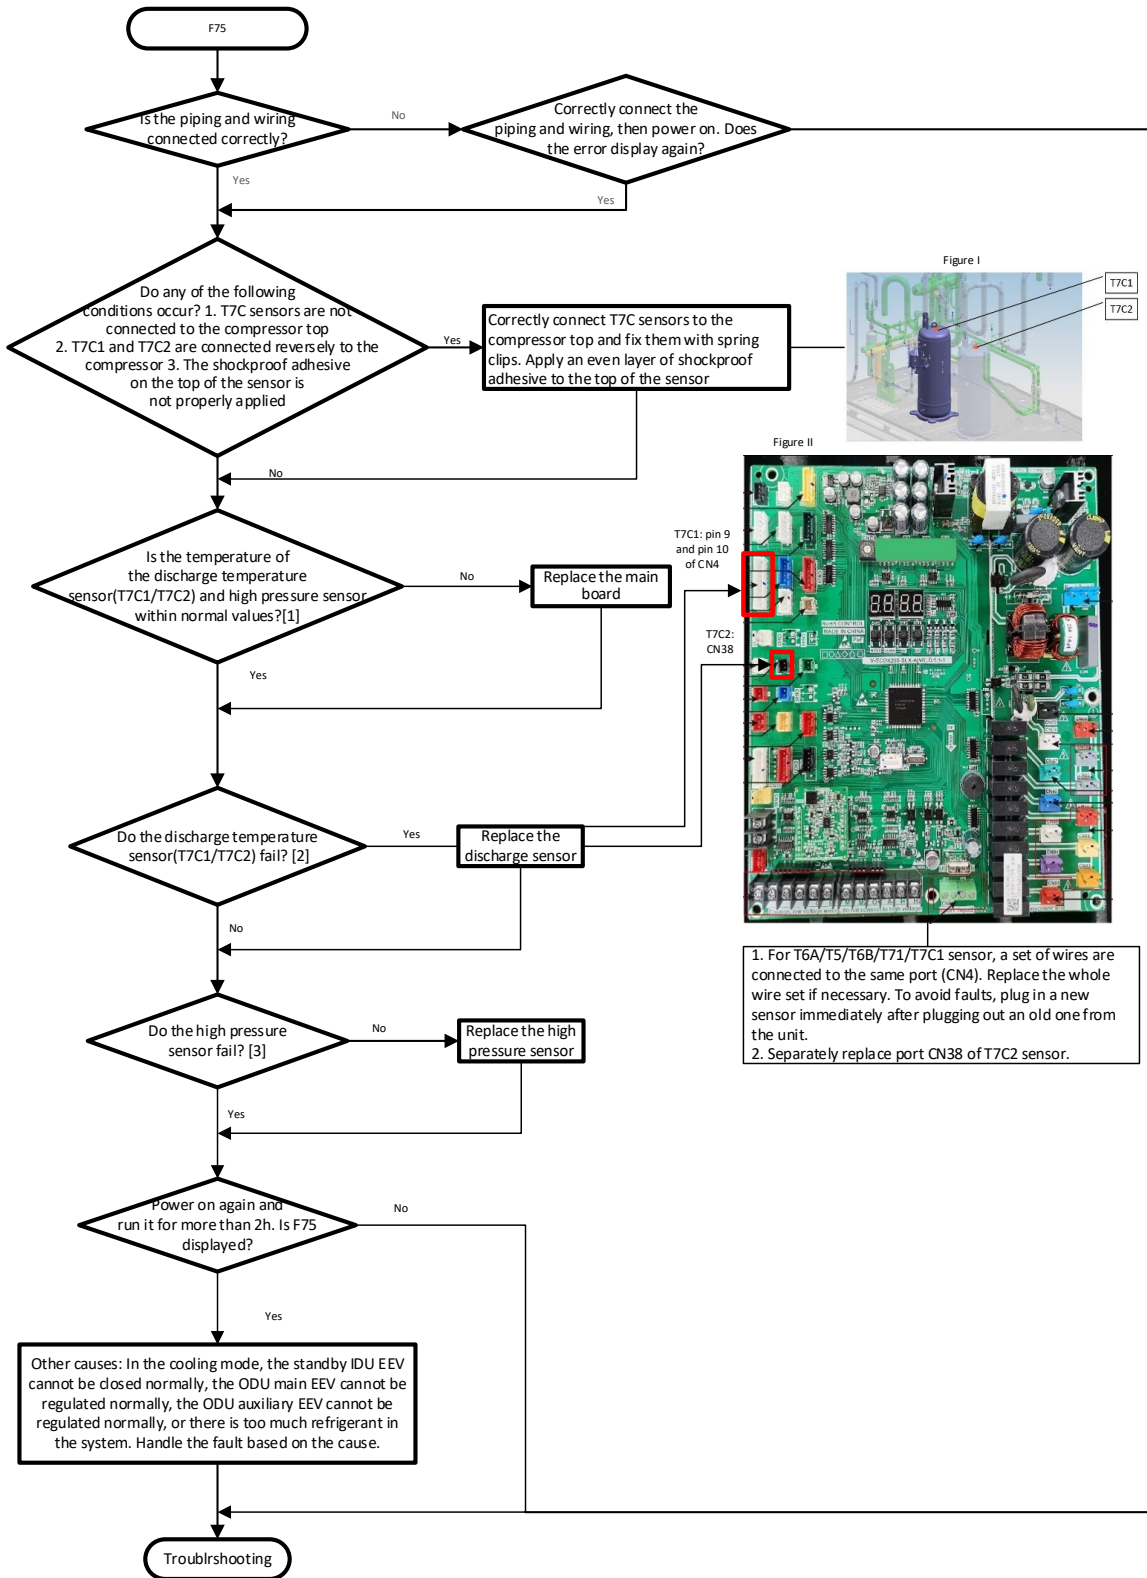 F75
Is the piping and wiring
connected correctly?
No
Correctly connect the
piping and wiring, then power on. Does
the error display again?
Yes
Yes
Do any of the following
conditions occur? 1. T7C sensors are not
connected to the compressor top
2. T7C1 and T7C2 are connected reversely to the
compressor 3. The shockproof adhesive
on the top of the sensor is
not properly applied
Yes
Correctly connect T7C sensors to the
compressor top and fix them with spring
clips. Apply an even layer of shockproof
adhesive to the top of the sensor
Figure I
T7C1
T7C2
No
Figure II
Is the temperature of
the discharge temperature
sensor(T7C1/T7C2) and high pressure sensor
within normal values?[1]
No
Replace the main
board
T7C1: pin 9
and pin 10
of CN4
T7C2:
CN38
RoHS CONTROL
MADE IN CHINA
Yes
Do the discharge temperature
sensor(T7C1/T7C2) fail? [2]
Yes
Replace the
discharge sensor
No
1. For T6A/T5/T6B/T71/T7C1 sensor, a set of wires are
connected to the same port (CN4). Replace the whole
wire set if necessary. To avoid faults, plug in a new
sensor immediately after plugging out an old one from
the unit.
2. Separately replace port CN38 of T7C2 sensor.
Do the high pressure
sensor fail? [3]
No
Replace the high
pressure sensor
Yes
Power on again and
run it for more than 2h. Is F75
displayed?
No
Yes
Other causes: In the cooling mode, the standby IDU EEV
cannot be closed normally, the ODU main EEV cannot be
regulated normally, the ODU auxiliary EEV cannot be
regulated normally, or there is too much refrigerant in
the system. Handle the fault based on the cause.
Troublrshooting